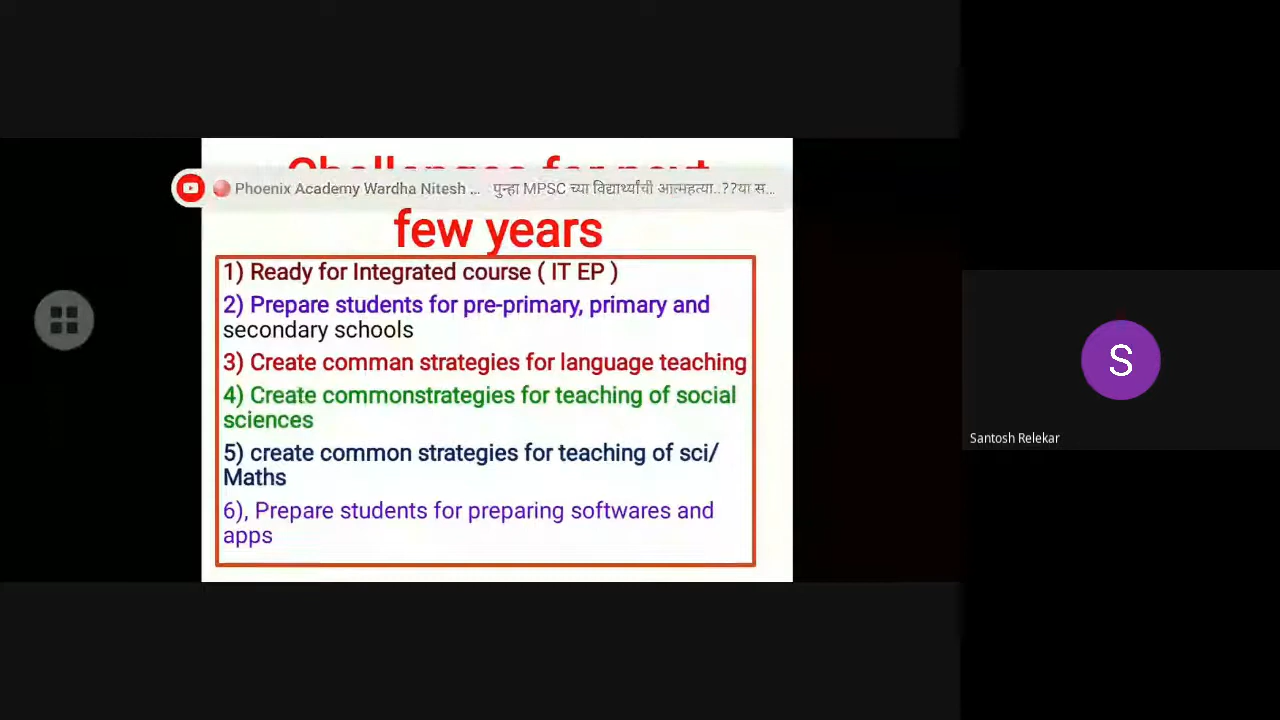 Challenges for next
Phoenix Academy Wardha Nitesh ... पुन्हा MPSC च्या विद्यार्थ्यांची आत्महत्या..??या स...
few years
1) Ready for Integrated course ( IT EP )
2) Prepare students for pre-primary, primary and
secondary schools
3) Create comman strategies for language teaching
4) Create commonstrategies for teaching of social
sciences
5) create common strategies for teaching of sci/
Maths
6), Prepare students for preparing softwares and
apps
S
Santosh Relekar